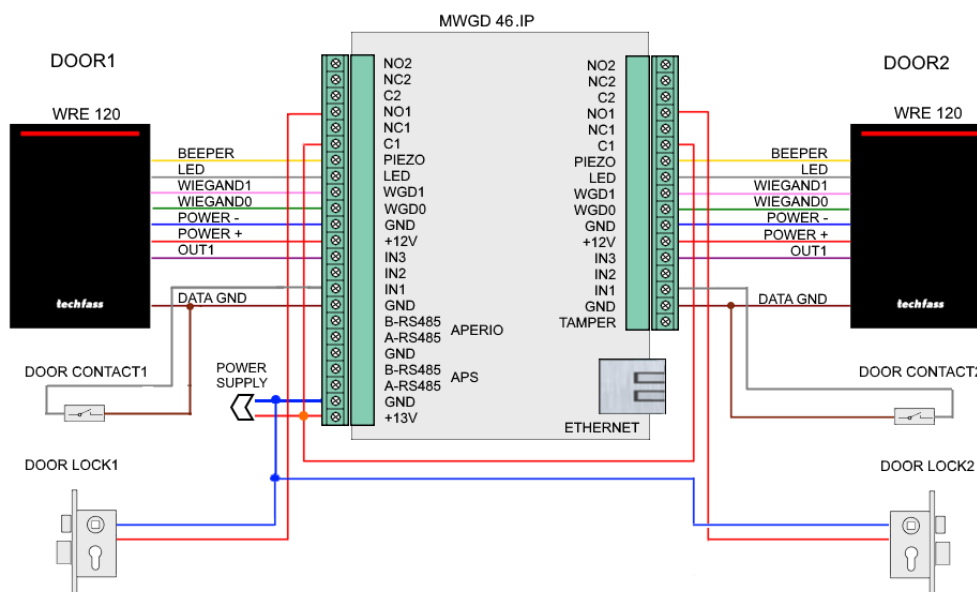 MWGD 46.IP
DOOR1
WRE 120
BEEPER
LED
WIEGAND1
WIEGAND0
POWER -
POWER +
OUT1
DATA GND
techfass
DOOR CONTACT1
DOOR LOCK1
POWER
SUPPLY
NO2
NC2
C2
NO1
NC1
C1
PIEZO
LED
WGD1
WGD0
GND
+12V
IN3
IN2
IN1
GND
B-RS485
A-RS485
APERIO
GND
B-RS485
A-RS485
APS
GND
+13V
NO2
NC2
C2
NO1
NC1
C1
PIEZO
LED
WGD1
WGD0
GND
+12V
IN3
IN2
IN1
GND
TAMPER
ETHERNET
DOOR2
WRE 120
BEEPER
LED
WIEGAND1
WIEGAND0
POWER -
POWER +
OUT1
DATA GND
techfass
DOOR CONTACT2
DOOR LOCK2